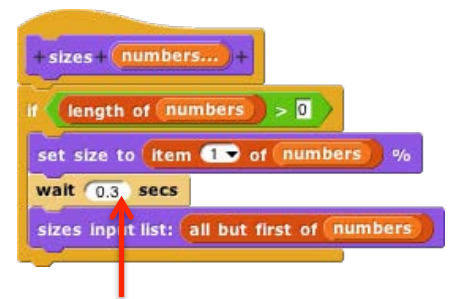 + sizes + numbers... +
if length of numbers > 0
set size to item 1 of numbers %
wait 0.3 secs
sizes input list: all but first of numbers